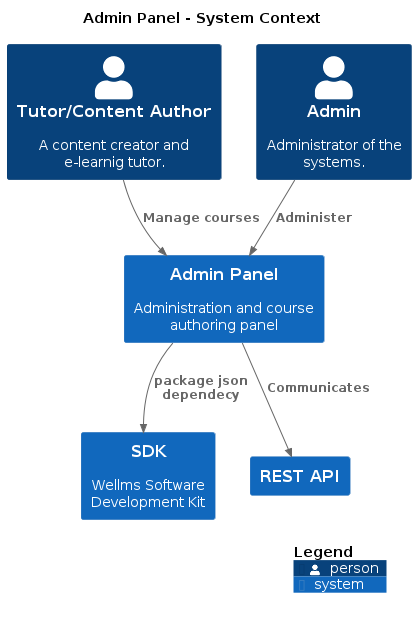 Admin Panel - System Context
Tutor/Content Author
A content creator and
e-learnig tutor.
Admin
Administrator of the
systems.
Manage courses
Administer
Admin Panel
Administration and course
authoring panel
package json
dependecy
Communicates
SDK
Wellms Software
Development Kit
REST API
Legend
person
system